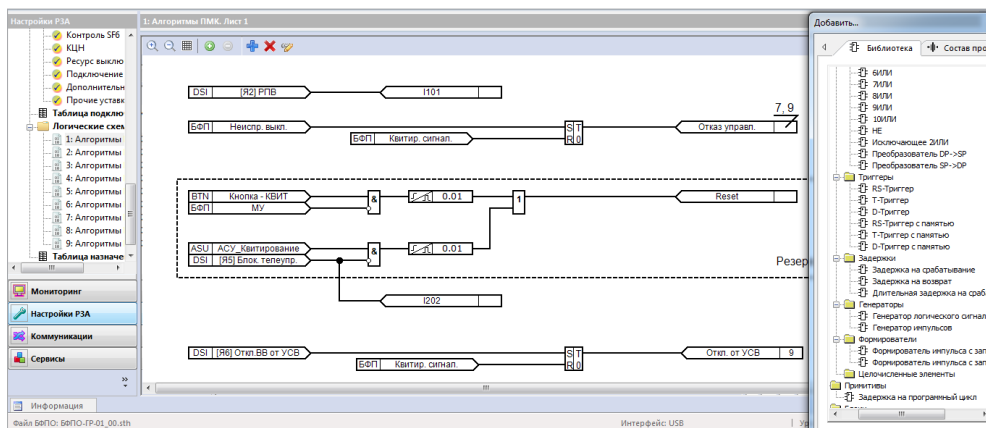 Настройки РЗА
Контроль SF6
КЦН
Ресурс выклю
Подключение
Дополнительн
Прочие уставк
Таблица подклю
Логические схем
1: Алгоритмы
2: Алгоритмы
3: Алгоритмы
4: Алгоритмы
5: Алгоритмы
6: Алгоритмы
7: Алгоритмы
8: Алгоритмы
9: Алгоритмы
Таблица назначе
Мониторинг
Настройки РЗА
Коммуникации
Сервисы
Информация
Файл БФПО: БФПО-ГР-01_00.sth
1: Алгоритмы ПМК. Лист 1
DSI [Я2] РПВ I101
7, 9
БФП Неиспр. выкл. S T Отказ управл.
БФП Квитир. сигнал. R 0
BTN Кнопка - КВИТ & 0.01 1 Reset
БФП МУ
ASU АСУ_Квитирование & 0.01
DSI [Я5] Блок. телеупр.
Резер
I202
DSI [Я6] Откл.ВВ от УСВ S T Откл. от УСВ 9
БФП Квитир. сигнал. R 0
Интерфейс: USB
Ур
Добавить...
Библиотека Состав про
6ИЛИ
7ИЛИ
8ИЛИ
9ИЛИ
10ИЛИ
НЕ
Исключающее 2ИЛИ
Преобразователь DP->SP
Преобразователь SP->DP
Триггеры
RS-Триггер
T-Триггер
D-Триггер
RS-Триггер с памятью
T-Триггер с памятью
D-Триггер с памятью
Задержки
Задержка на срабатывание
Задержка на возврат
Длительная задержка на сраб
Генераторы
Генератор логического сигнал
Генератор импульсов
Формирователи
Формирователь импульса с зап
Формирователь импульса с зап
Целочисленные элементы
Примитивы
Задержка на программный цикл